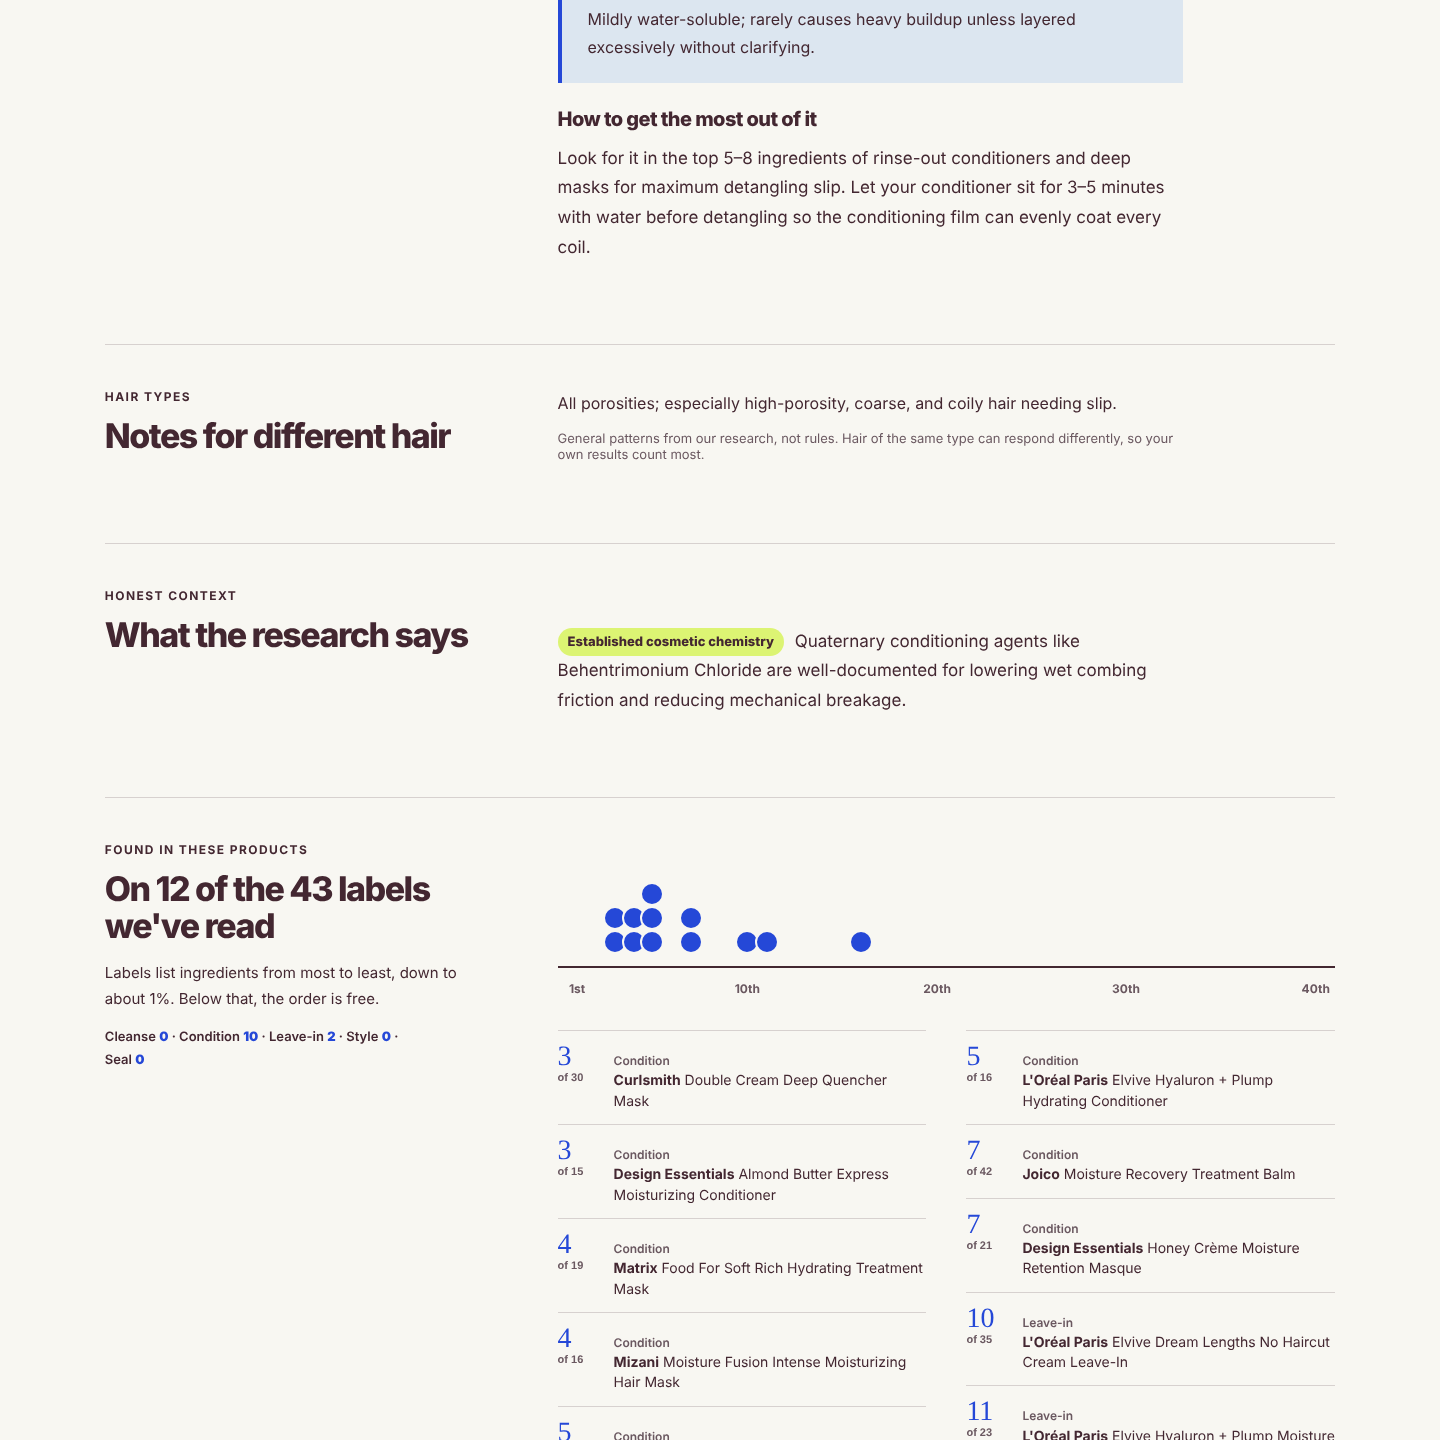 Mildly water-soluble; rarely causes heavy buildup unless layered
excessively without clarifying.
How to get the most out of it
Look for it in the top 5–8 ingredients of rinse-out conditioners and deep
masks for maximum detangling slip. Let your conditioner sit for 3–5 minutes
with water before detangling so the conditioning film can evenly coat every
coil.
HAIR TYPES
Notes for different hair
All porosities; especially high-porosity, coarse, and coily hair needing slip.
General patterns from our research, not rules. Hair of the same type can respond differently, so your
own results count most.
HONEST CONTEXT
What the research says
Established cosmetic chemistry Quaternary conditioning agents like
Behentrimonium Chloride are well-documented for lowering wet combing
friction and reducing mechanical breakage.
FOUND IN THESE PRODUCTS
On 12 of the 43 labels
we've read
Labels list ingredients from most to least, down to
about 1%. Below that, the order is free.
Cleanse 0 · Condition 10 · Leave-in 2 · Style 0 ·
Seal 0
1st 10th 20th 30th 40th
3
of 30
Condition
Curlsmith Double Cream Deep Quencher
Mask
3
of 15
Condition
Design Essentials Almond Butter Express
Moisturizing Conditioner
4
of 19
Condition
Matrix Food For Soft Rich Hydrating Treatment
Mask
4
of 16
Condition
Mizani Moisture Fusion Intense Moisturizing
Hair Mask
5
Condition
5
of 16
Condition
L'Oréal Paris Elvive Hyaluron + Plump
Hydrating Conditioner
7
of 42
Condition
Joico Moisture Recovery Treatment Balm
7
of 21
Condition
Design Essentials Honey Crème Moisture
Retention Masque
10
of 35
Leave-in
L'Oréal Paris Elvive Dream Lengths No Haircut
Cream Leave-In
11
of 23
Leave-in
L'Oréal Paris Elvive Hyaluron + Plump Moisture